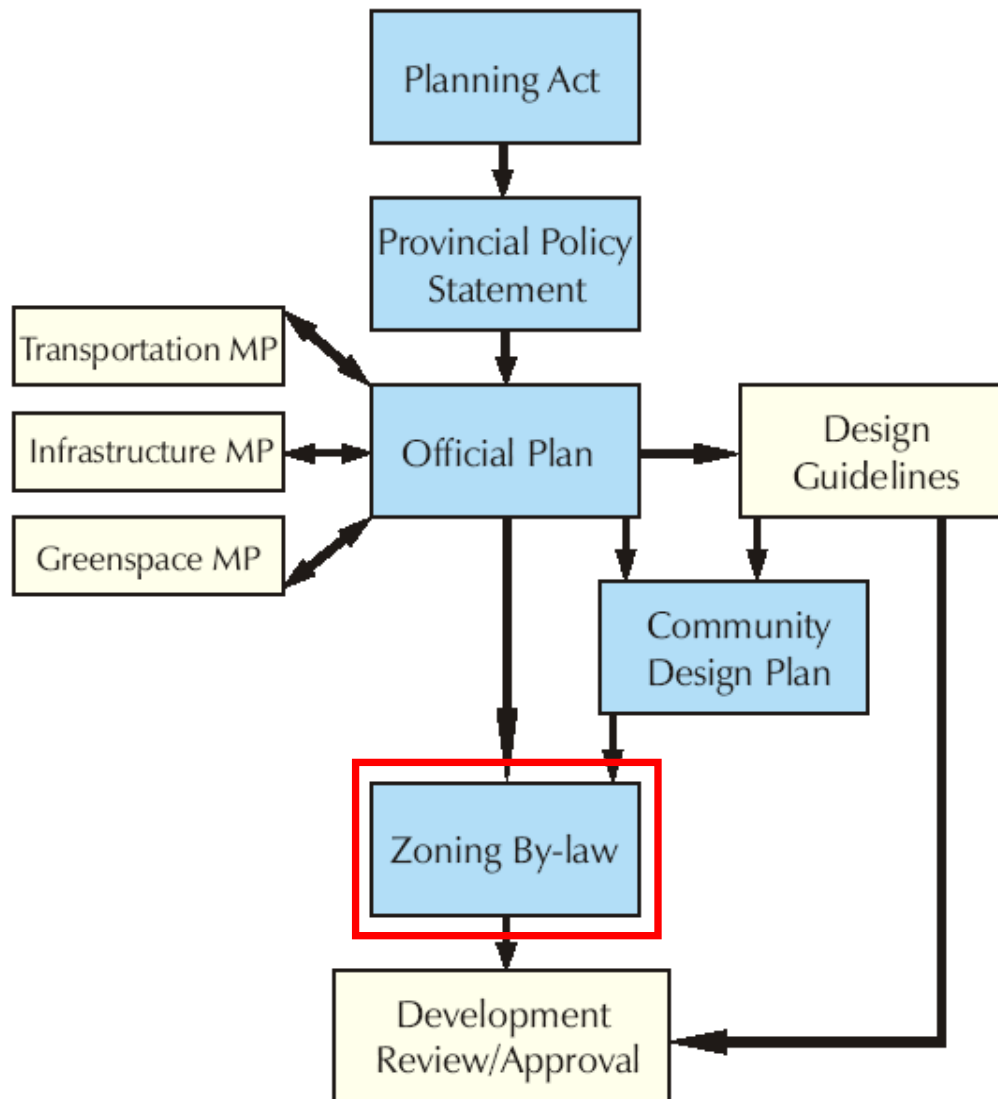 Planning Act
Provincial Policy
Statement
Transportation MP
Infrastructure MP
Greenspace MP
Official Plan
Design
Guidelines
Community
Design Plan
Zoning By-law
Development
Review/Approval